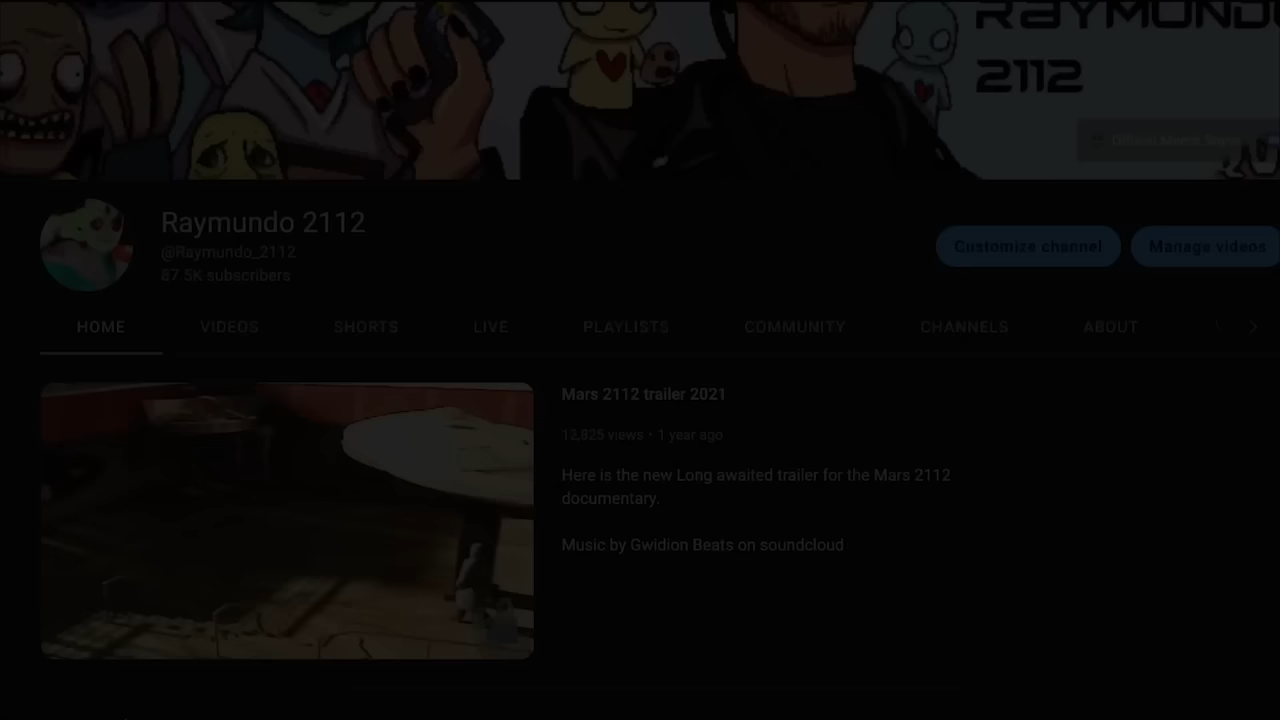 RAYMUNDO
2112
Raymundo 2112
@Raymundo_2112
87.5K subscribers
Customize channel
Manage videos
HOME
VIDEOS
SHORTS
LIVE
PLAYLISTS
COMMUNITY
CHANNELS
ABOUT
Mars 2112 trailer 2021
12,625 views • 1 year ago
Here is the new Long awaited trailer for the Mars 2112
documentary.
Music by Gwidion Beats on soundcloud